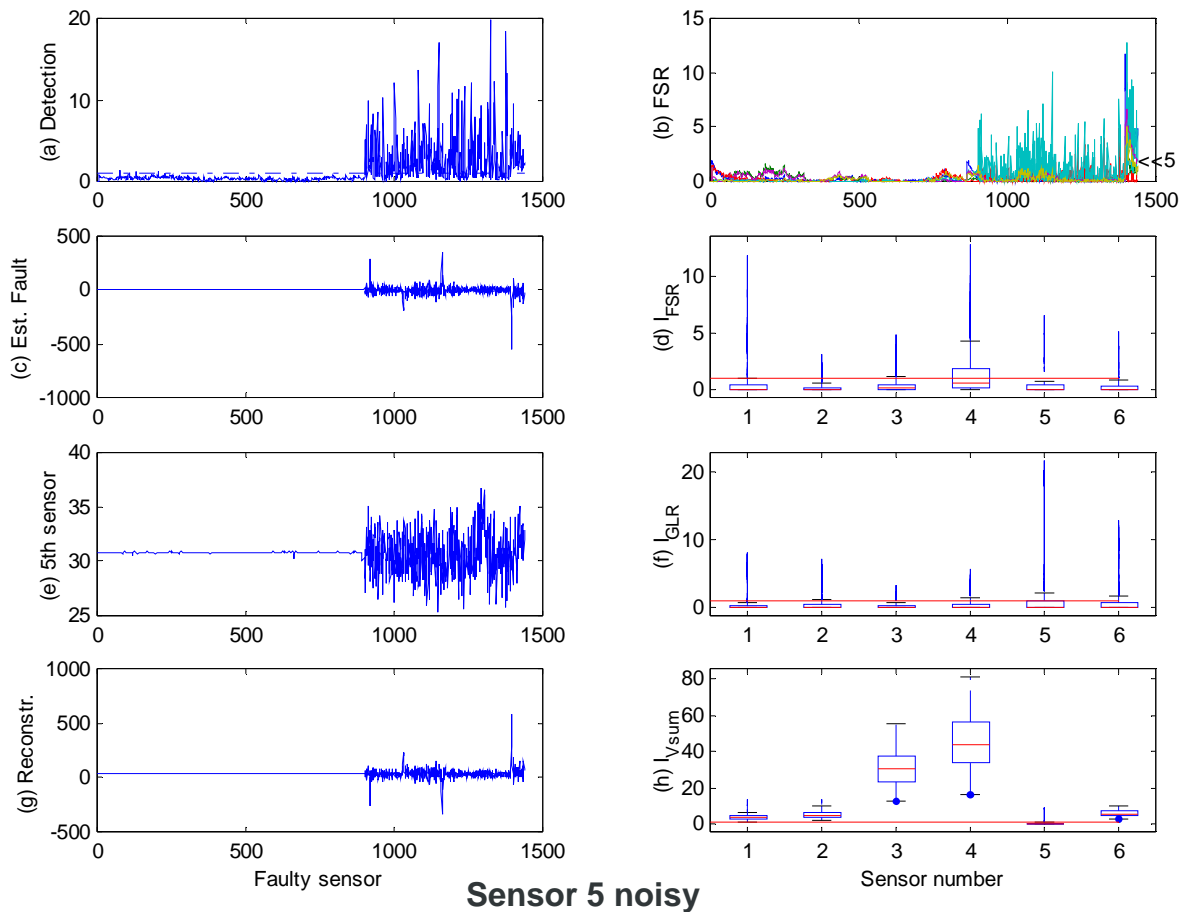 20
15
10
5
0
0 500 1000 1500
(a) Detection
15
10
5
0
0 500 1000 1500
(b) FSR
<<5
500
0
-500
-1000
0 500 1000 1500
(c) Est. Fault
10
5
0
1 2 3 4 5 6
(d) I_FSR
40
35
30
25
0 500 1000 1500
(e) 5th sensor
20
10
0
1 2 3 4 5 6
(f) I_GLR
1000
500
0
-500
0 500 1000 1500
(g) Reconstr.
Faulty sensor
80
60
40
20
0
1 2 3 4 5 6
(h) I_Vsum
Sensor number
Sensor 5 noisy